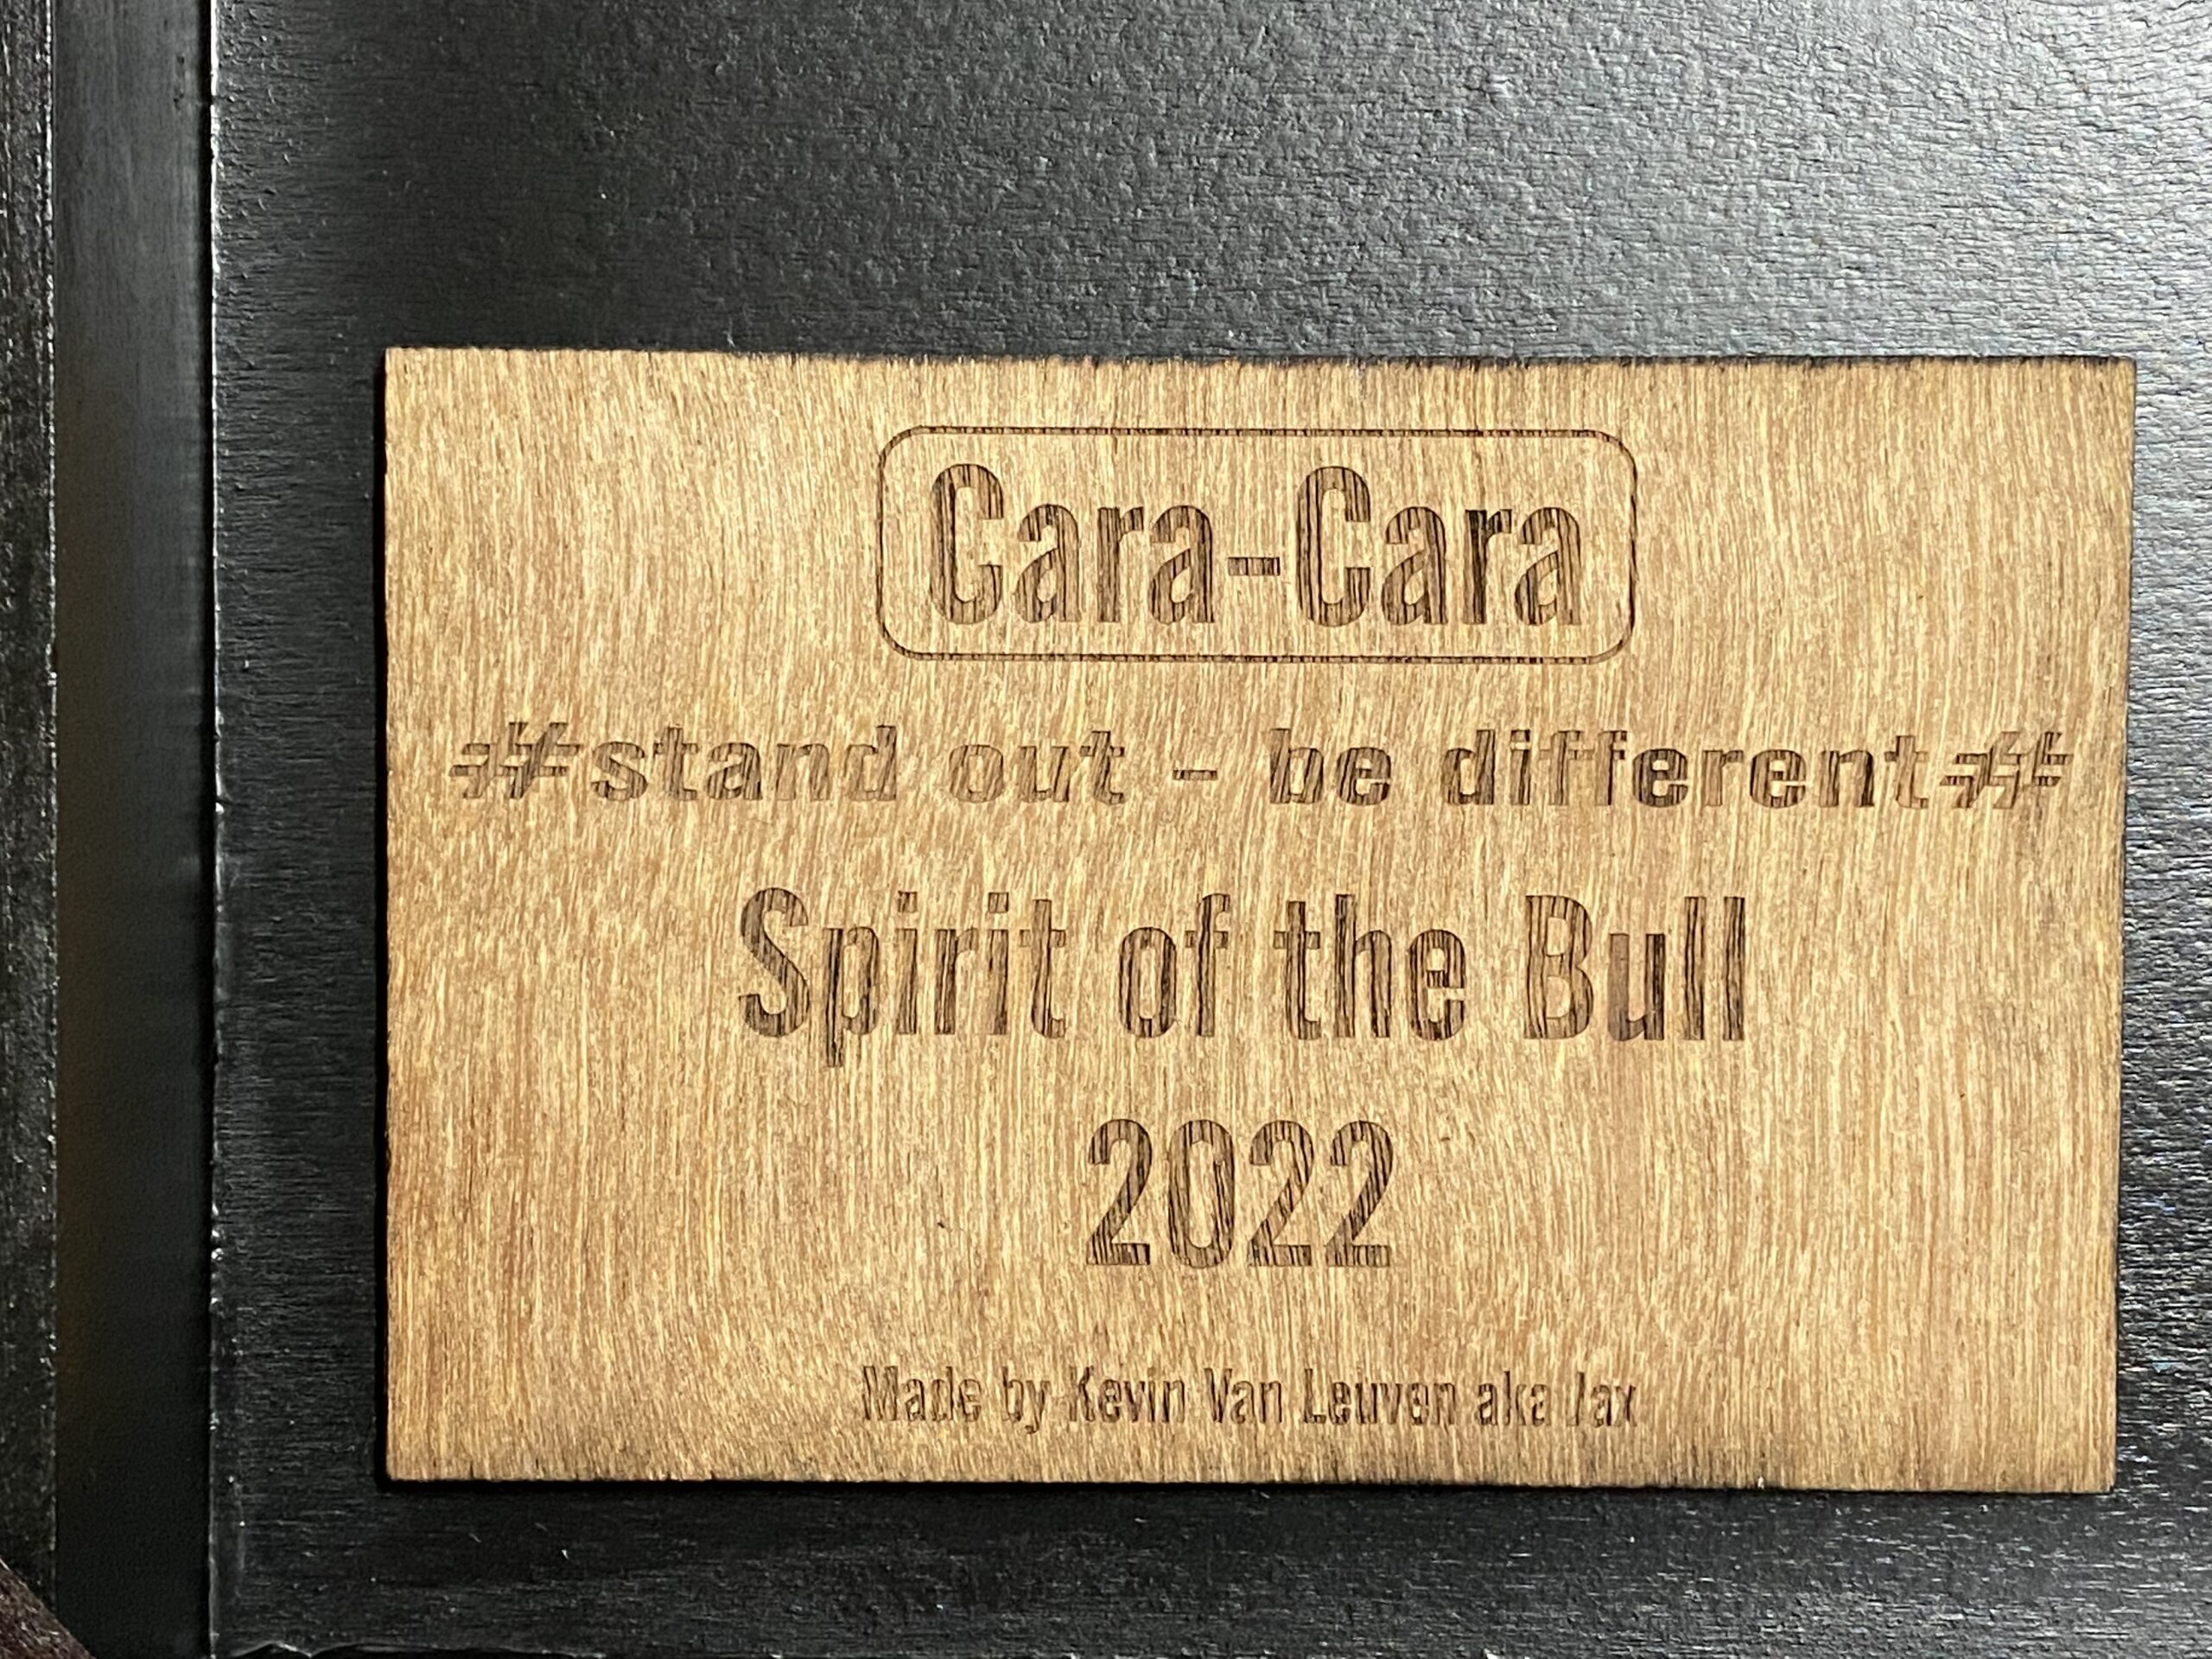 Cara-Cara
#stand out - be different#
Spirit of the Bull
2022
Made by Kevin Van Leuven aka Jax